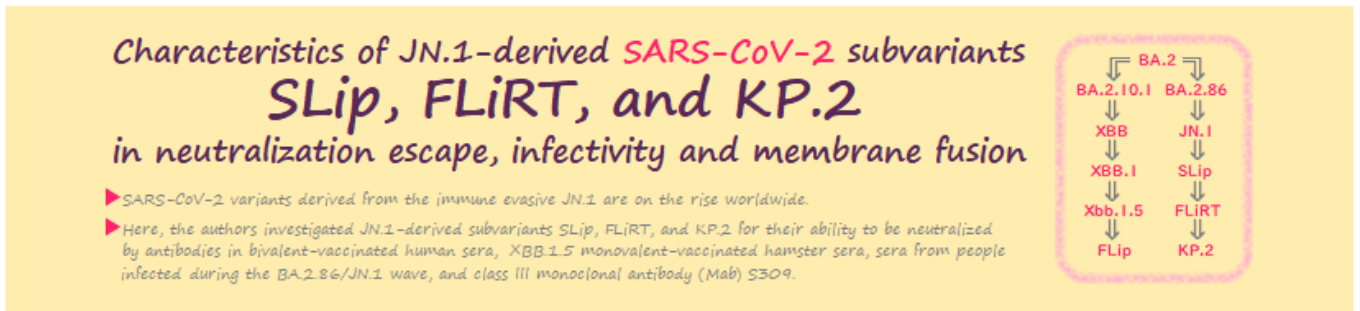 Characteristics of JN.1-derived SARS-CoV-2 subvariants
SLip, FLiRT, and KP.2
in neutralization escape, infectivity and membrane fusion
SARS-CoV-2 variants derived from the immune evasive JN.1 are on the rise worldwide.
Here, the authors investigated JN.1-derived subvariants SLip, FLiRT, and KP.2 for their ability to be neutralized
by antibodies in bivalent-vaccinated human sera, XBB.1.5 monovalent-vaccinated hamster sera, sera from people
infected during the BA.2.86/JN.1 wave, and class III monoclonal antibody (Mab) S309.
BA.2
BA.2.10.1 BA.2.86
XBB JN.1
XBB.1 SLip
Xbb.1.5 FLiRT
FLip KP.2